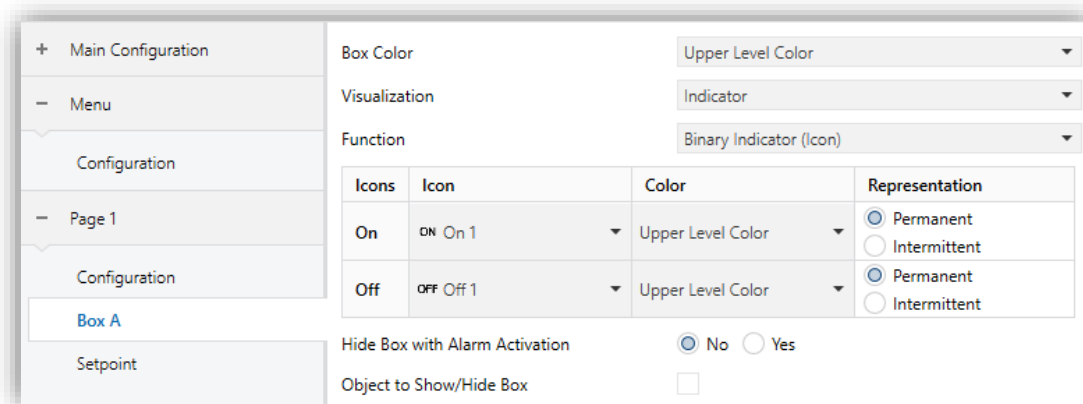 Main Configuration
Menu
Configuration
Page 1
Configuration
Box A
Setpoint
Box Color Upper Level Color
Visualization Indicator
Function Binary Indicator (Icon)
Icons Icon Color Representation
On ON On 1 Upper Level Color Permanent
Intermittent
Off OFF Off 1 Upper Level Color Permanent
Intermittent
Hide Box with Alarm Activation No Yes
Object to Show/Hide Box